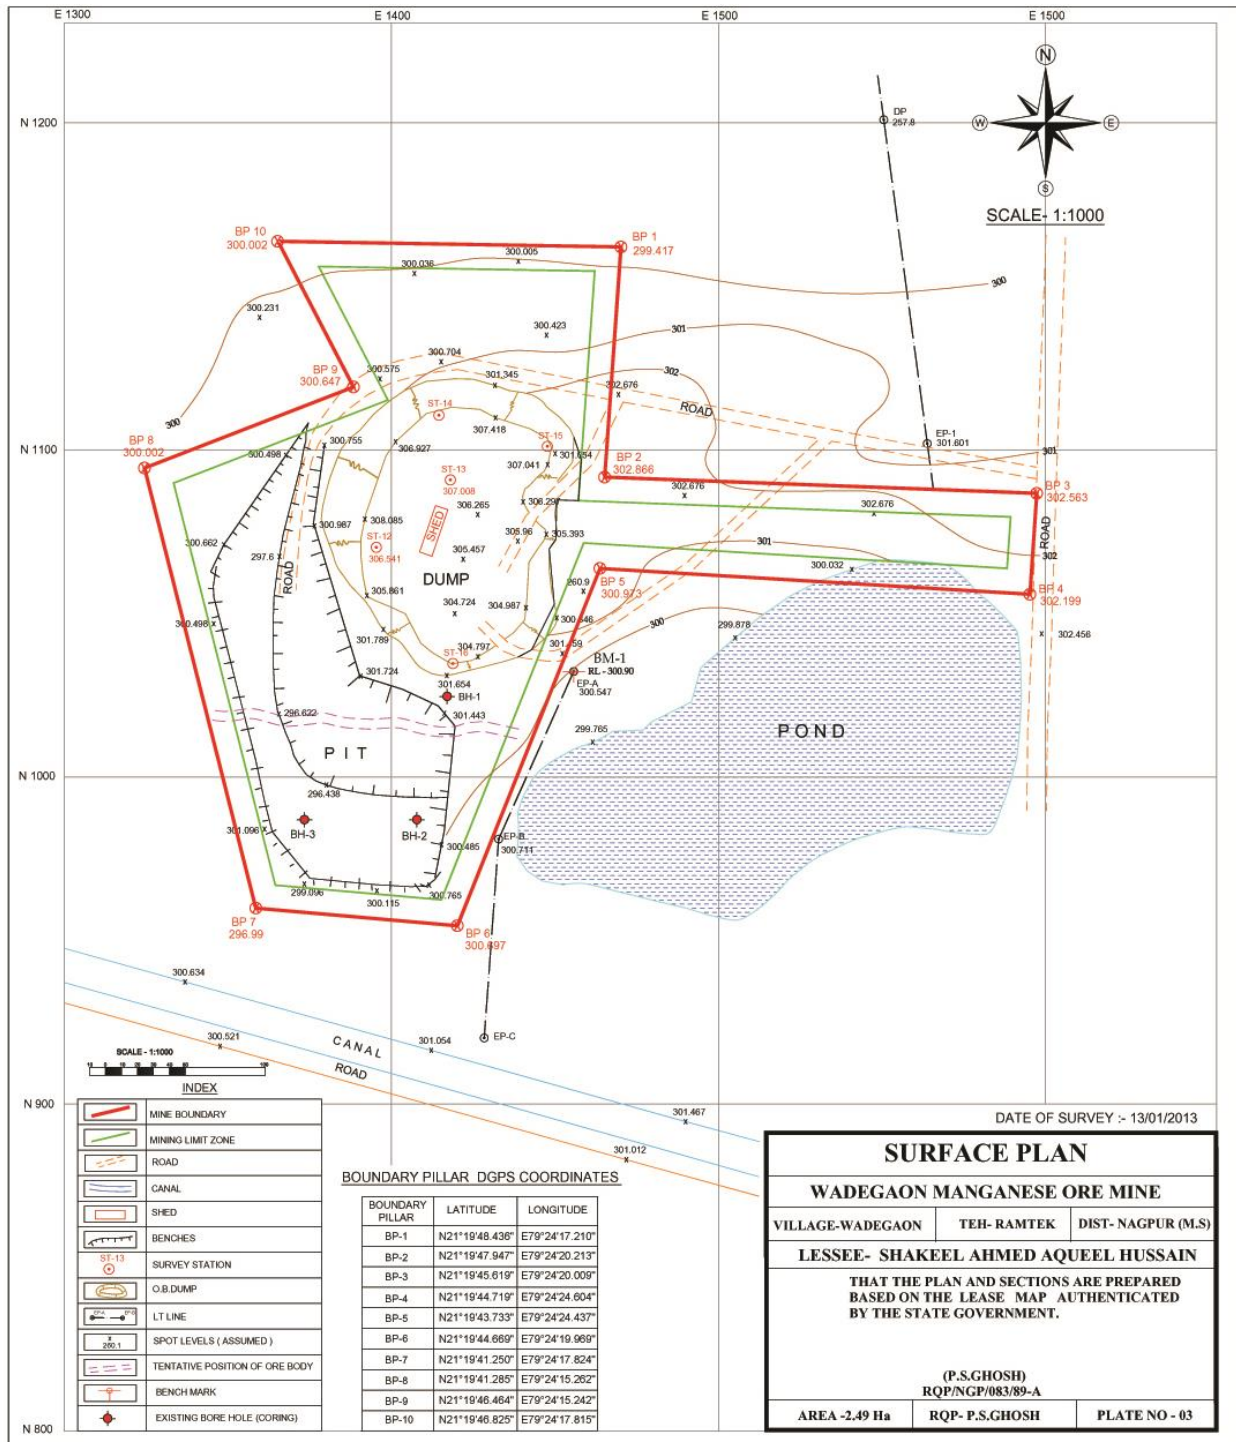 E 1300
E 1400
E 1500
E 1500
N
DP
257.8
N 1200
W
E
S
SCALE- 1:1000
BP 10
300.002
BP 1
299.417
300.005
300.036
300
300.231
300.423
301
300.704
302
BP 9
300.647
300.575
301.345
302.676
ROAD
ST-14
300
EP-1
301.601
BP 8
300.002
N 1100
300.755
307.418
ST-15
301
300.498
306.927
301.654
307.041
BP 2
302.866
ST-13
307.008
302.676
BP 3
302.563
306.265
306.297
302.676
300.987
308.085
SHED
305.96
305.393
ROAD
300.662
ST-12
306.541
301
297.6
305.457
302
ROAD
DUMP
300.032
260.9
BP 5
300.973
BP 4
302.199
305.861
304.724
304.987
300.498
300.546
300
299.878
302.456
301.789
304.797
301.559
BM-1
RL - 300.90
ST-16
301.724
301.654
EP-A
300.547
BH-1
296.622
301.443
299.765
POND
PIT
N 1000
296.438
301.096
BH-3
BH-2
EP-B
300.711
300.485
299.096
300.115
300.765
BP 7
296.99
BP 6
300.697
300.634
300.521
CANAL
301.054
EP-C
ROAD
SCALE - 1:1000
INDEX
N 900
301.467
301.012
MINE BOUNDARY
MINING LIMIT ZONE
ROAD
CANAL
SHED
BENCHES
ST-13
SURVEY STATION
O.B.DUMP
EP-A EP-B
LT LINE
260.1
SPOT LEVELS ( ASSUMED )
TENTATIVE POSITION OF ORE BODY
BENCH MARK
EXISTING BORE HOLE (CORING)
N 800
BOUNDARY PILLAR DGPS COORDINATES
BOUNDARY PILLAR LATITUDE LONGITUDE
BP-1 N21°19'48.436" E79°24'17.210"
BP-2 N21°19'47.947" E79°24'20.213"
BP-3 N21°19'45.619" E79°24'20.009"
BP-4 N21°19'44.719" E79°24'24.604"
BP-5 N21°19'43.733" E79°24'24.437"
BP-6 N21°19'44.669" E79°24'19.969"
BP-7 N21°19'41.250" E79°24'17.824"
BP-8 N21°19'41.285" E79°24'15.262"
BP-9 N21°19'46.464" E79°24'15.242"
BP-10 N21°19'46.825" E79°24'17.815"
DATE OF SURVEY :- 13/01/2013
SURFACE PLAN
WADEGAON MANGANESE ORE MINE
VILLAGE-WADEGAON TEH- RAMTEK DIST- NAGPUR (M.S)
LESSEE- SHAKEEL AHMED AQUEEL HUSSAIN
THAT THE PLAN AND SECTIONS ARE PREPARED
BASED ON THE LEASE MAP AUTHENTICATED
BY THE STATE GOVERNMENT.
(P.S.GHOSH)
RQP/NGP/083/89-A
AREA -2.49 Ha RQP- P.S.GHOSH PLATE NO - 03